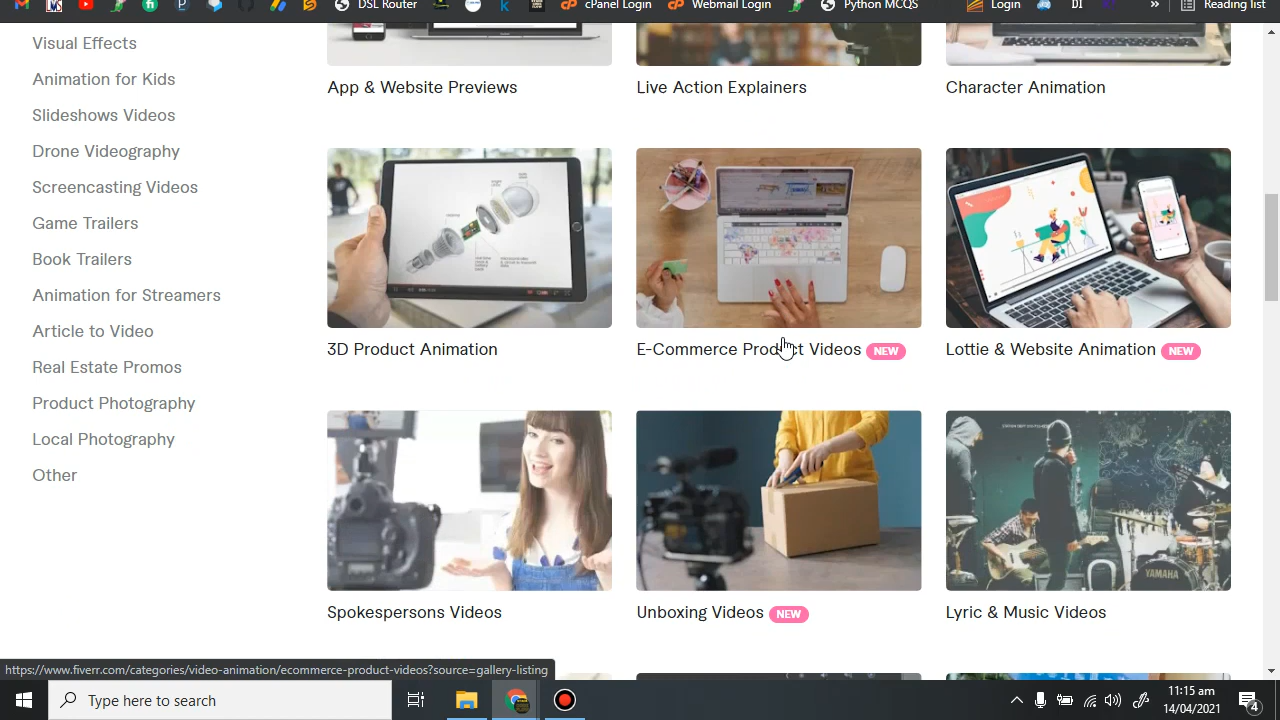 DSL Router
cPanel Login
Webmail Login
Python MCQS
Login
DI
»
Reading list
Visual Effects
Animation for Kids
Slideshows Videos
Drone Videography
Screencasting Videos
Game Trailers
Book Trailers
Animation for Streamers
Article to Video
Real Estate Promos
Product Photography
Local Photography
Other
App & Website Previews
Live Action Explainers
Character Animation
3D Product Animation
E-Commerce Product Videos NEW
Lottie & Website Animation NEW
YAMAHA
Spokespersons Videos
Unboxing Videos NEW
Lyric & Music Videos
https://www.fiverr.com/categories/video-animation/ecommerce-product-videos?source=gallery-listing
Type here to search
11:15 am
14/04/2021
4